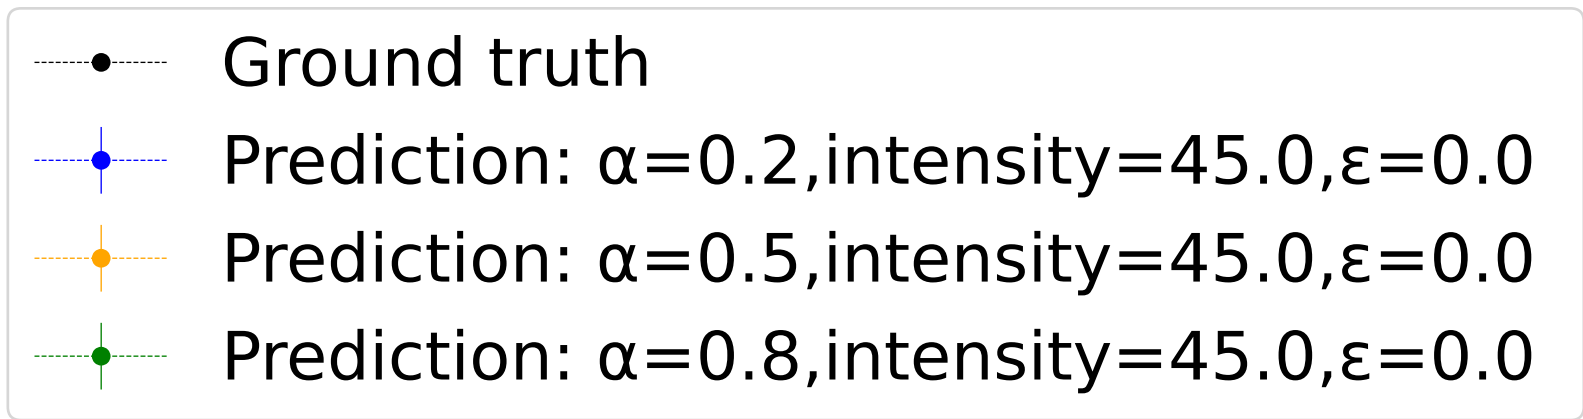 Ground truth
Prediction: α=0.2,intensity=45.0,ε=0.0
Prediction: α=0.5,intensity=45.0,ε=0.0
Prediction: α=0.8,intensity=45.0,ε=0.0